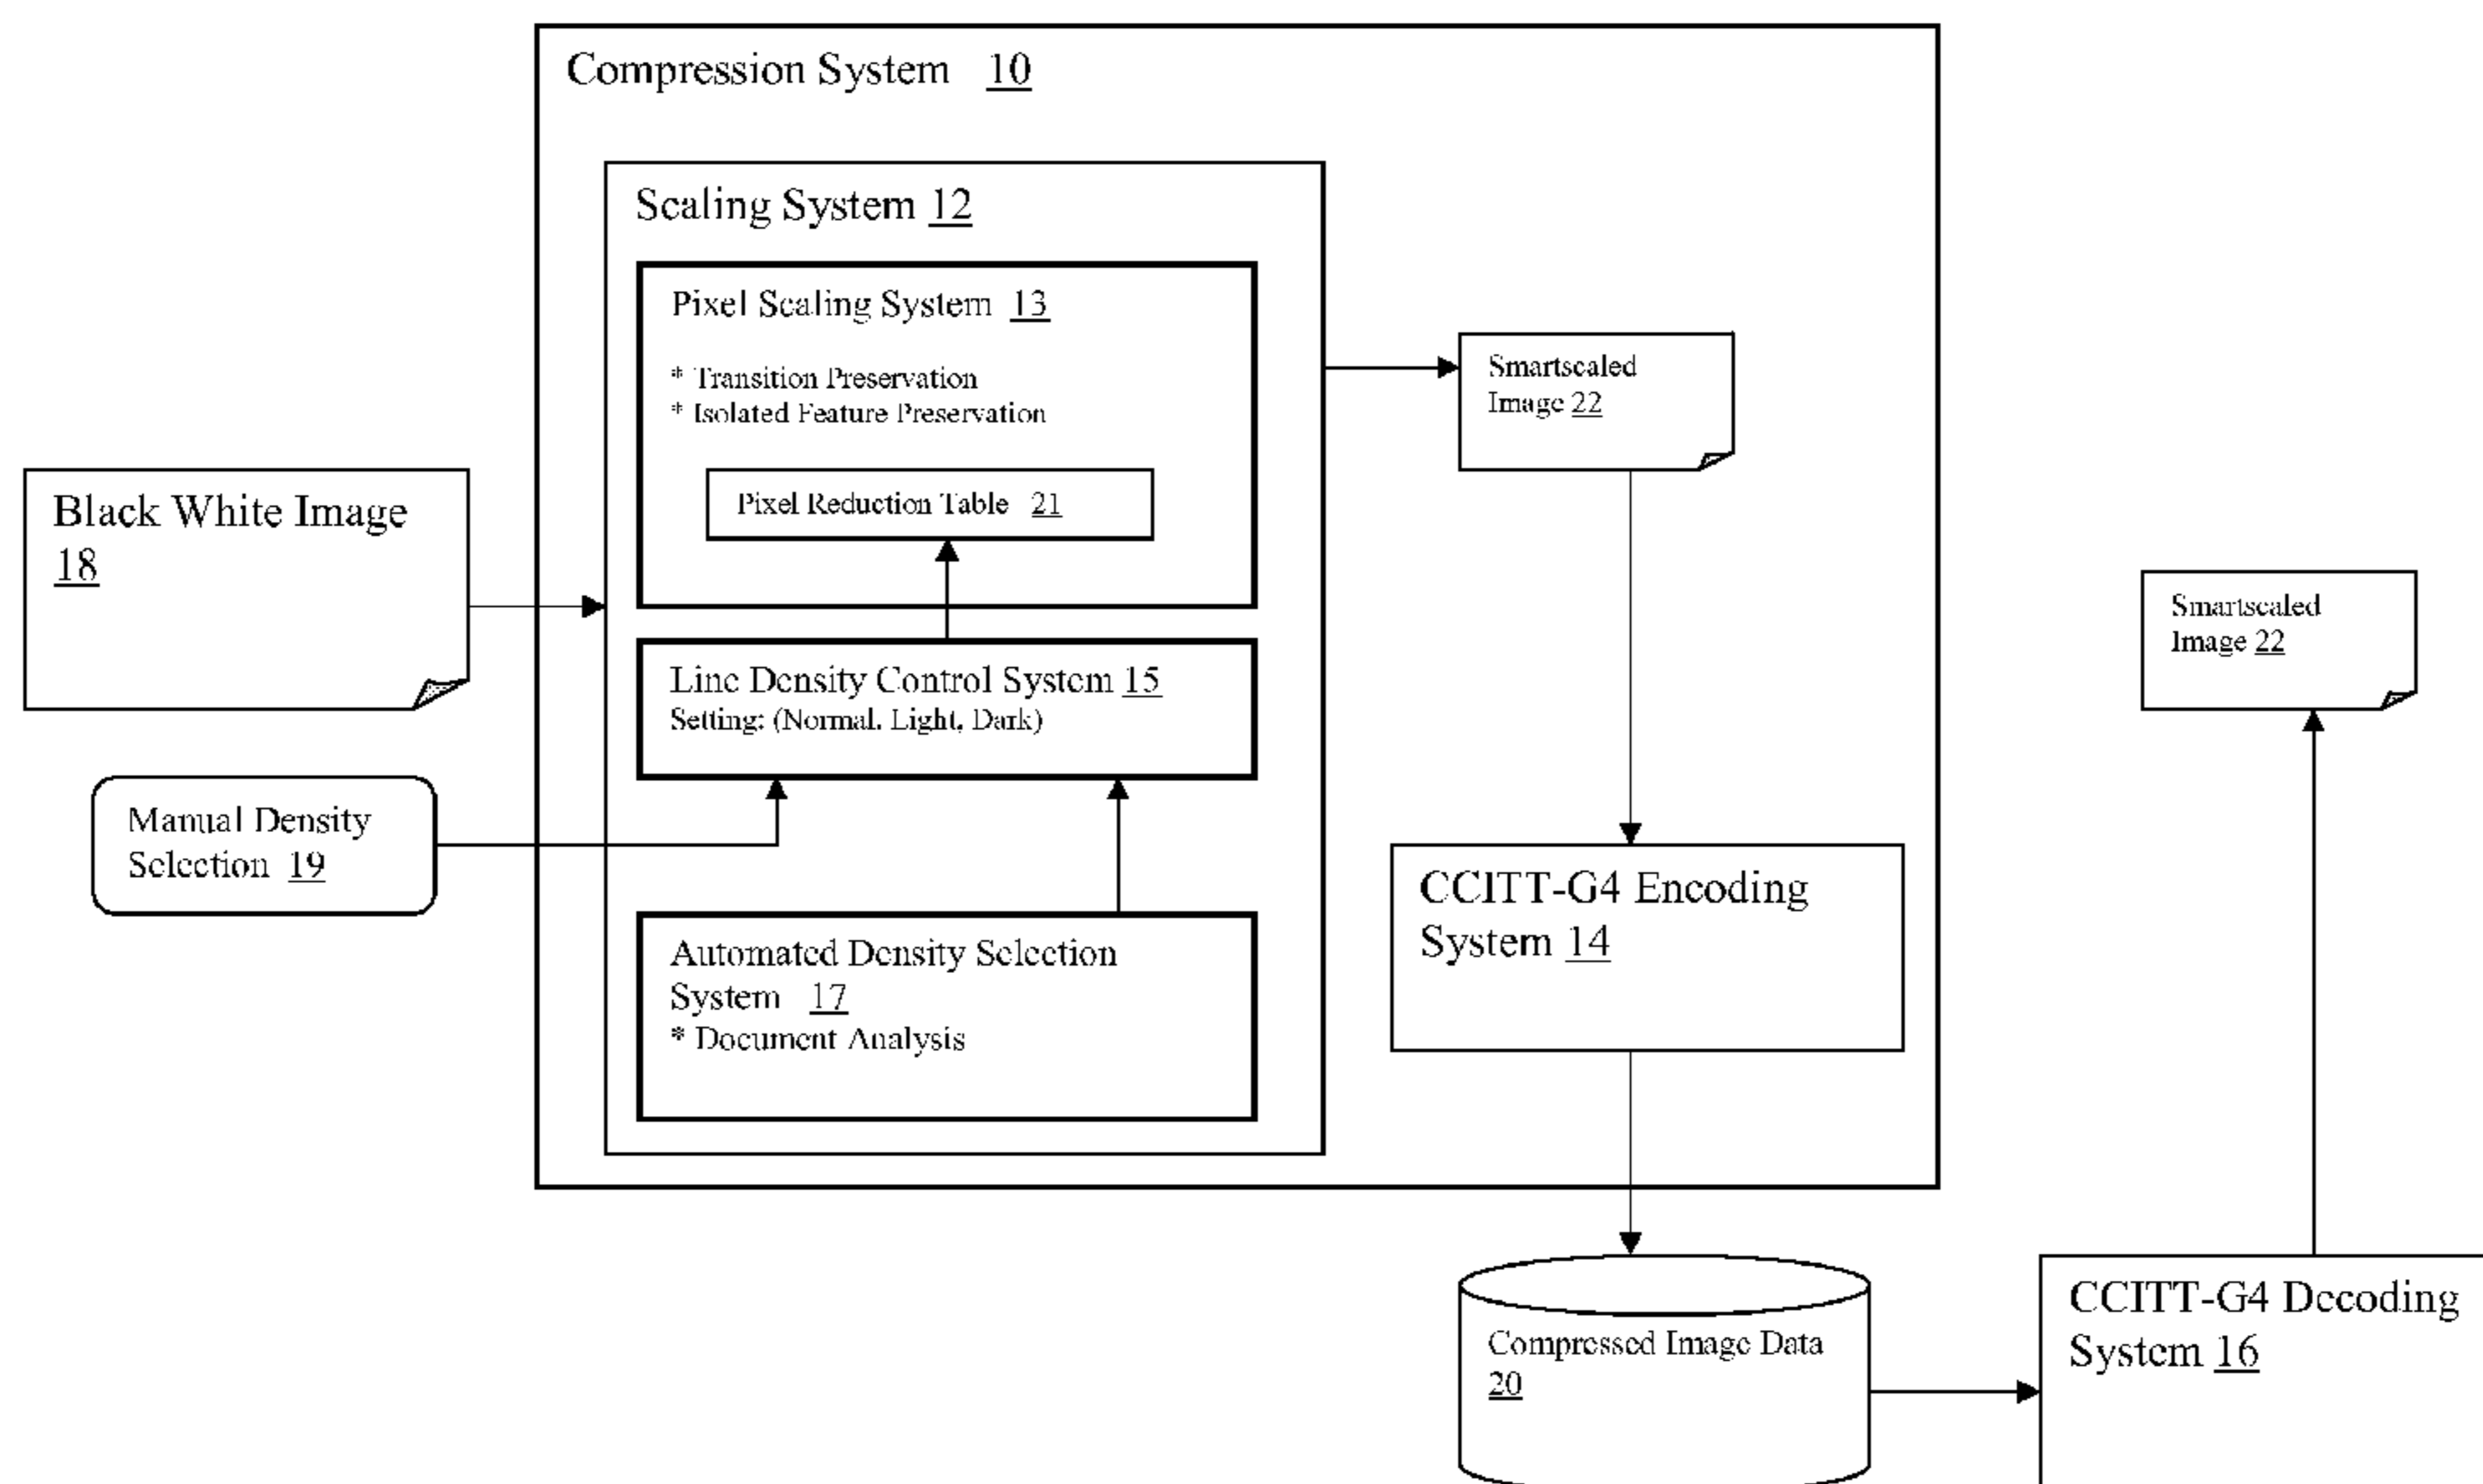 Compression System 10
Scaling System 12
Pixel Scaling System 13
* Transition Preservation
* Isolated Feature Preservation
Pixel Reduction Table 21
Smartscaled
Image 22
Black White Image
18
Line Density Control System 15
Setting: (Normal. Light, Dark)
Manual Density
Selection 19
Automated Density Selection
System 17
* Document Analysis
CCITT-G4 Encoding
System 14
Smartscaled
Image 22
Compressed Image Data
20
CCITT-G4 Decoding
System 16